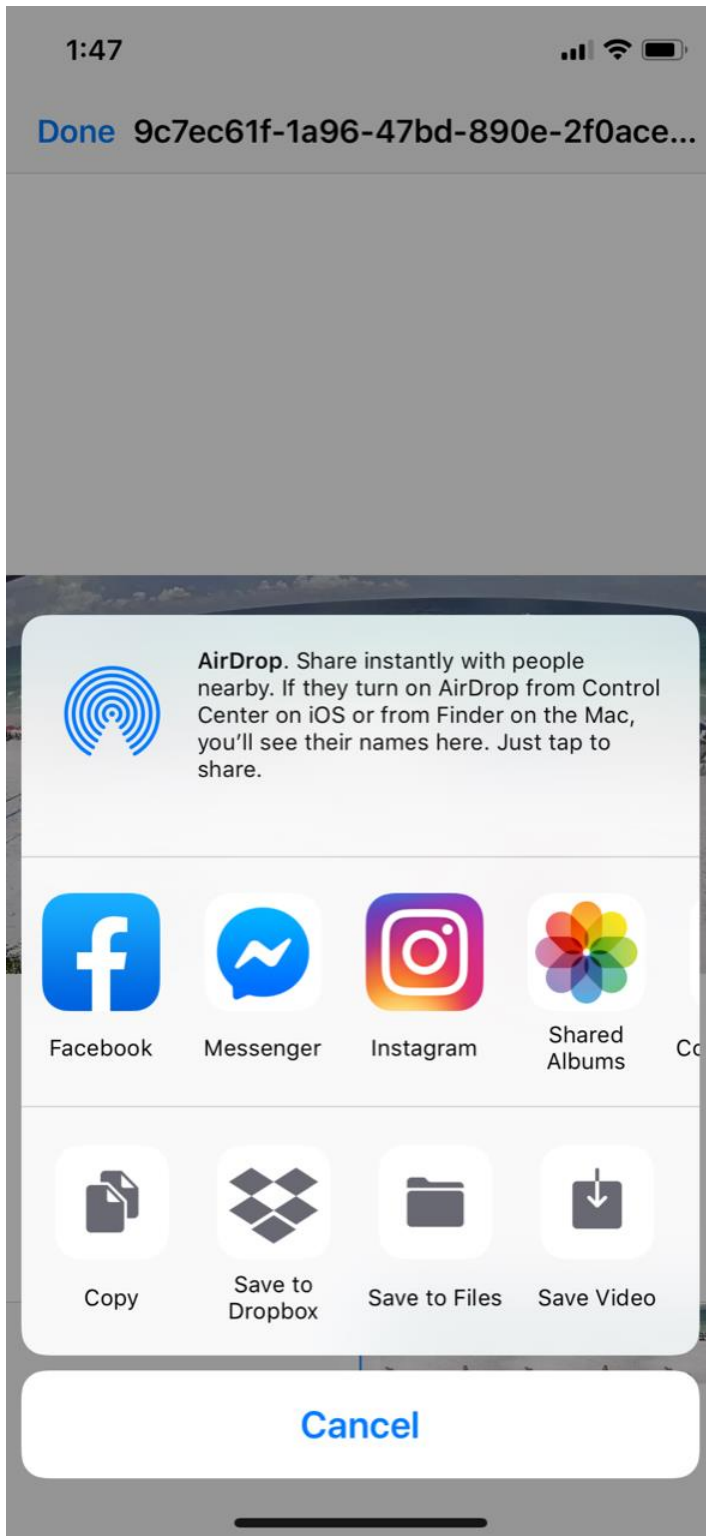 1:47
Done 9c7ec61f-1a96-47bd-890e-2f0ace...
AirDrop. Share instantly with people
nearby. If they turn on AirDrop from Control
Center on iOS or from Finder on the Mac,
you'll see their names here. Just tap to
share.
Facebook Messenger Instagram Shared Albums Co
Copy Save to Dropbox Save to Files Save Video
Cancel